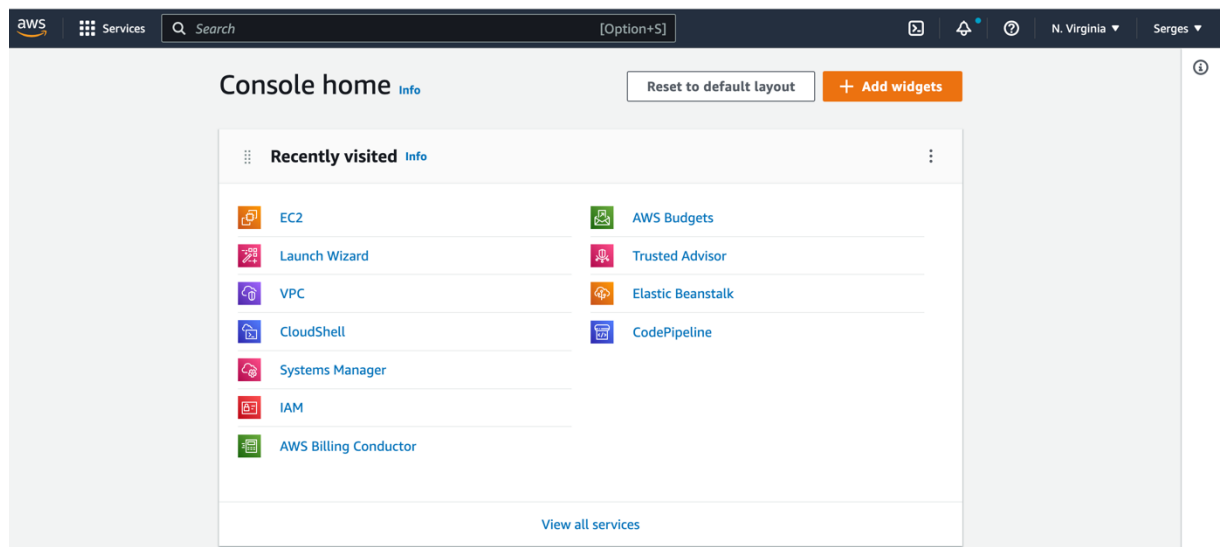 aws Services Search [Option+S] N. Virginia ▼ Serges ▼
Console home Info Reset to default layout + Add widgets
Recently visited Info
EC2
Launch Wizard
VPC
CloudShell
Systems Manager
IAM
AWS Billing Conductor
AWS Budgets
Trusted Advisor
Elastic Beanstalk
CodePipeline
View all services